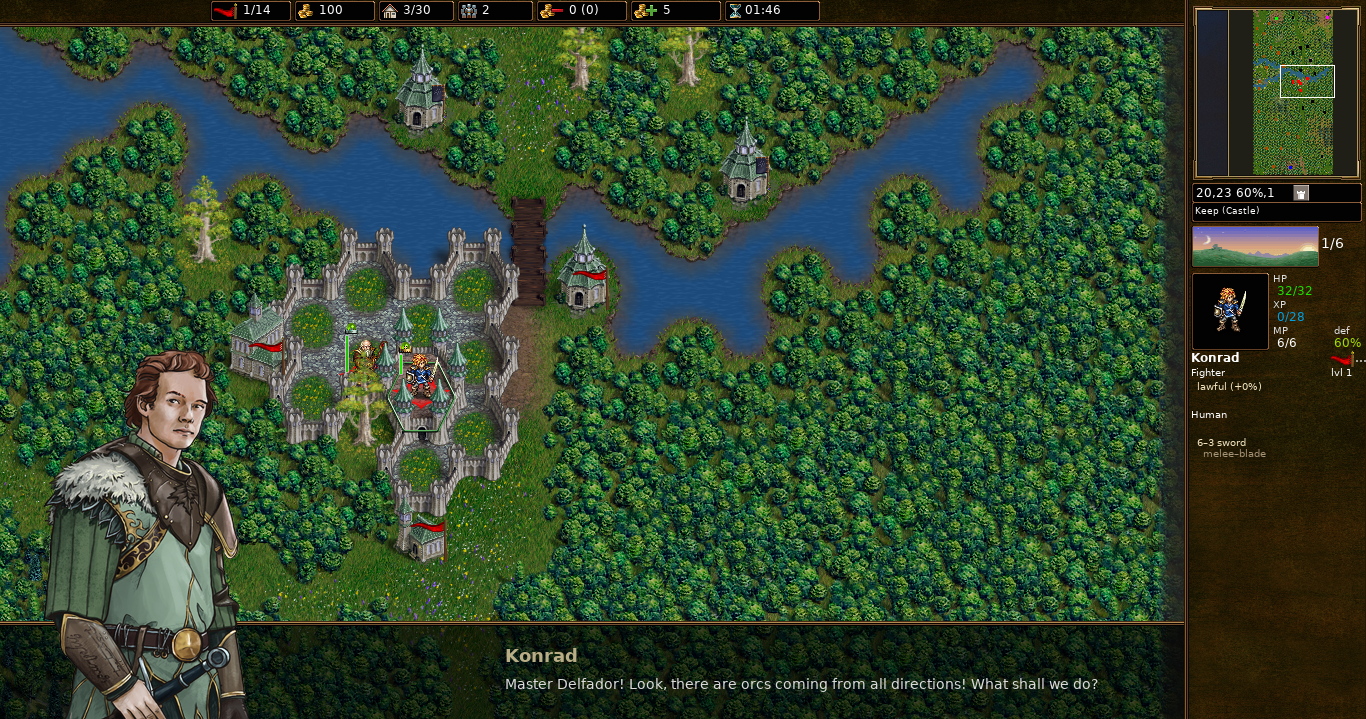 1/14 100 3/30 2 0 (0) 5 01:46
20,23 60%,1
Keep (Castle)
1/6
HP
32/32
XP
0/28
MP def
6/6 60%
Konrad
Fighter lvl 1
lawful (+0%)
Human
6–3 sword
melee–blade
Konrad
Master Delfador! Look, there are orcs coming from all directions! What shall we do?